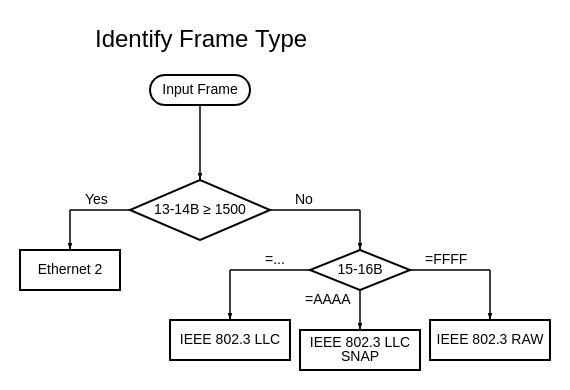 Identify Frame Type
Input Frame
Yes
13-14B ≥ 1500
No
Ethernet 2
=...
15-16B
=FFFF
=AAAA
IEEE 802.3 LLC
IEEE 802.3 LLC
SNAP
IEEE 802.3 RAW